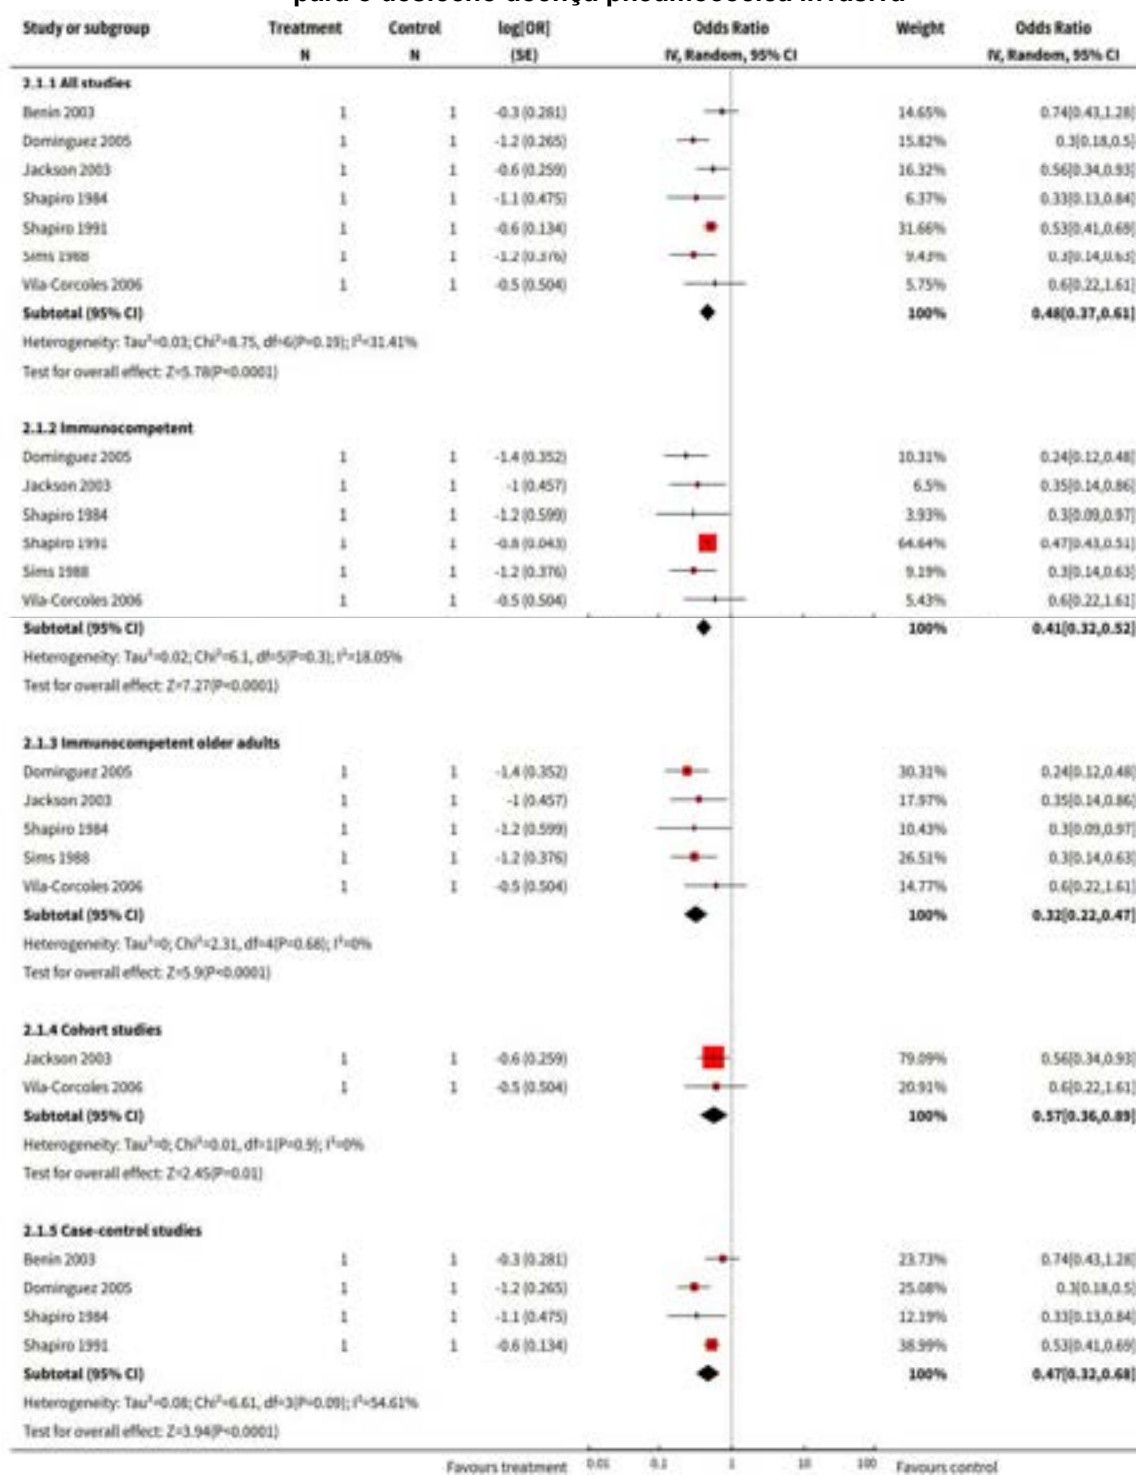 para o desfecho doença pneumocócica invasiva
Study or subgroup Treatment Control log[OR] Odds Ratio Weight Odds Ratio
N N (SE) IV, Random, 95% CI IV, Random, 95% CI
2.1.1 All studies
Benin 2003 1 1 -0.3 (0.281) 14.65% 0.74[0.43,1.28]
Dominguez 2005 1 1 -1.2 (0.265) 15.82% 0.3[0.18,0.5]
Jackson 2003 1 1 -0.6 (0.259) 16.32% 0.56[0.34,0.93]
Shapiro 1984 1 1 -1.1 (0.475) 6.37% 0.33[0.13,0.84]
Shapiro 1991 1 1 -0.6 (0.134) 31.66% 0.53[0.41,0.69]
Sims 1988 1 1 -1.2 (0.376) 9.43% 0.3[0.14,0.63]
Vila-Corcoles 2006 1 1 -0.5 (0.504) 5.75% 0.6[0.22,1.61]
Subtotal (95% CI) 100% 0.48[0.37,0.61]
Heterogeneity: Tau²=0.03; Chi²=8.75, df=6(P=0.19); I²=31.41%
Test for overall effect: Z=5.78(P<0.0001)
2.1.2 Immunocompetent
Dominguez 2005 1 1 -1.4 (0.352) 10.31% 0.24[0.12,0.48]
Jackson 2003 1 1 -1 (0.457) 6.5% 0.35[0.14,0.86]
Shapiro 1984 1 1 -1.2 (0.599) 3.93% 0.3[0.09,0.97]
Shapiro 1991 1 1 -0.8 (0.043) 64.64% 0.47[0.43,0.51]
Sims 1988 1 1 -1.2 (0.376) 9.19% 0.3[0.14,0.63]
Vila-Corcoles 2006 1 1 -0.5 (0.504) 5.43% 0.6[0.22,1.61]
Subtotal (95% CI) 100% 0.41[0.32,0.52]
Heterogeneity: Tau²=0.02; Chi²=6.1, df=5(P=0.3); I²=18.05%
Test for overall effect: Z=7.27(P<0.0001)
2.1.3 Immunocompetent older adults
Dominguez 2005 1 1 -1.4 (0.352) 30.31% 0.24[0.12,0.48]
Jackson 2003 1 1 -1 (0.457) 17.97% 0.35[0.14,0.86]
Shapiro 1984 1 1 -1.2 (0.599) 10.43% 0.3[0.09,0.97]
Sims 1988 1 1 -1.2 (0.376) 26.51% 0.3[0.14,0.63]
Vila-Corcoles 2006 1 1 -0.5 (0.504) 14.77% 0.6[0.22,1.61]
Subtotal (95% CI) 100% 0.32[0.22,0.47]
Heterogeneity: Tau²=0; Chi²=2.31, df=4(P=0.68); I²=0%
Test for overall effect: Z=5.9(P<0.0001)
2.1.4 Cohort studies
Jackson 2003 1 1 -0.6 (0.259) 79.09% 0.56[0.34,0.93]
Vila-Corcoles 2006 1 1 -0.5 (0.504) 20.91% 0.6[0.22,1.61]
Subtotal (95% CI) 100% 0.57[0.36,0.89]
Heterogeneity: Tau²=0; Chi²=0.01, df=1(P=0.9); I²=0%
Test for overall effect: Z=2.45(P=0.01)
2.1.5 Case-control studies
Benin 2003 1 1 -0.3 (0.281) 23.73% 0.74[0.43,1.28]
Dominguez 2005 1 1 -1.2 (0.265) 25.08% 0.3[0.18,0.5]
Shapiro 1984 1 1 -1.1 (0.475) 12.19% 0.33[0.13,0.84]
Shapiro 1991 1 1 -0.6 (0.134) 38.99% 0.53[0.41,0.69]
Subtotal (95% CI) 100% 0.47[0.32,0.68]
Heterogeneity: Tau²=0.08; Chi²=6.61, df=3(P=0.09); I²=54.61%
Test for overall effect: Z=3.94(P<0.0001)
Favours treatment 0.01 0.1 1 10 100 Favours control